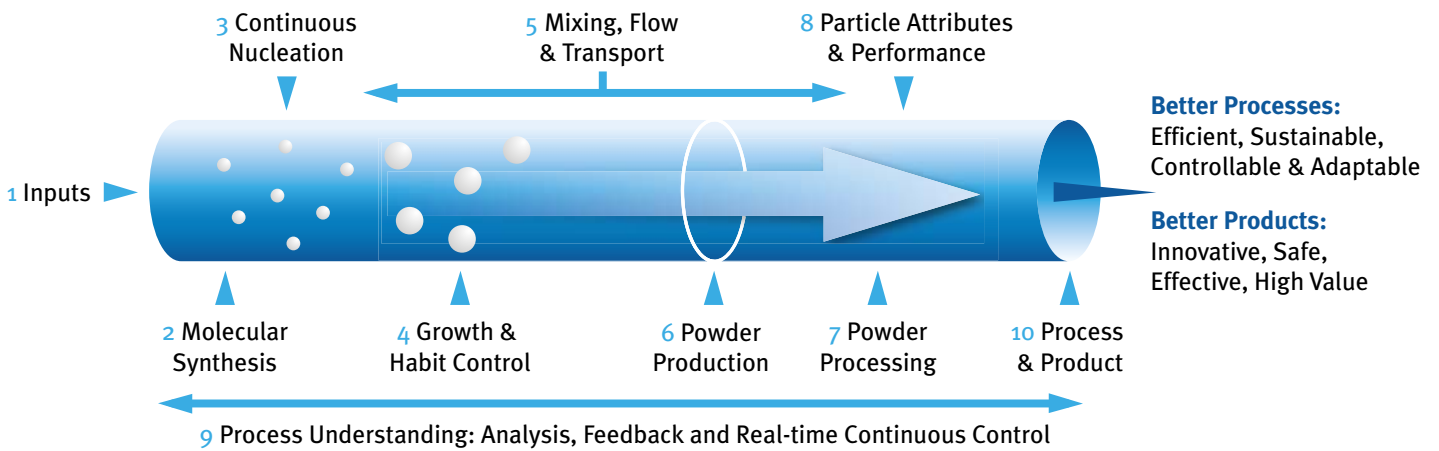 3 Continuous
Nucleation
5 Mixing, Flow
& Transport
8 Particle Attributes
& Performance
Better Processes:
Efficient, Sustainable,
Controllable & Adaptable
1 Inputs
Better Products:
Innovative, Safe,
Effective, High Value
2 Molecular
Synthesis
4 Growth &
Habit Control
6 Powder
Production
7 Powder
Processing
10 Process
& Product
9 Process Understanding: Analysis, Feedback and Real-time Continuous Control